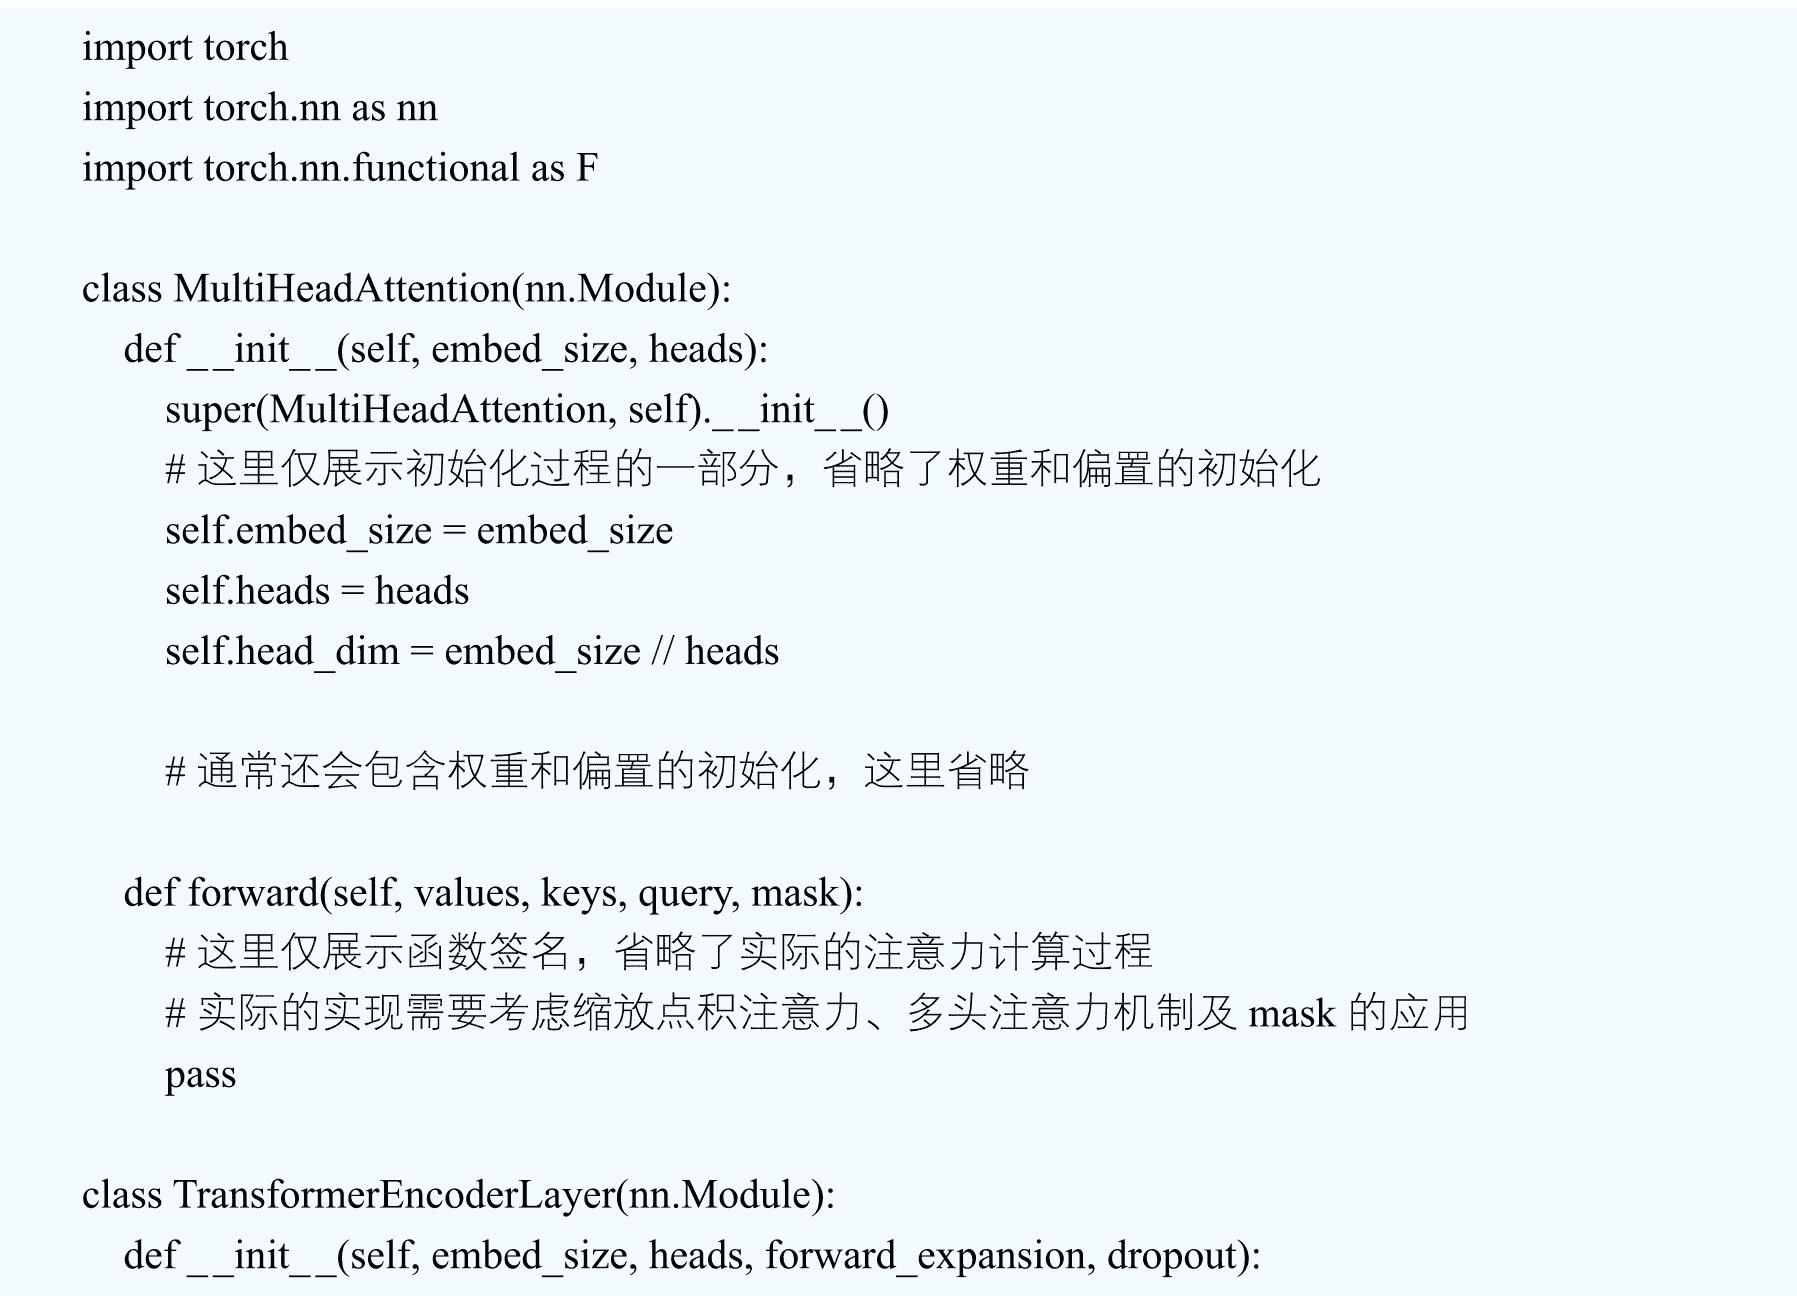 import torch
import torch.nn as nn
import torch.nn.functional as F
class MultiHeadAttention(nn.Module):
def __init__(self, embed_size, heads):
super(MultiHeadAttention, self).__init__()
# 这里仅展示初始化过程的一部分，省略了权重和偏置的初始化
self.embed_size = embed_size
self.heads = heads
self.head_dim = embed_size // heads
# 通常还会包含权重和偏置的初始化，这里省略
def forward(self, values, keys, query, mask):
# 这里仅展示函数签名，省略了实际的注意力计算过程
# 实际的实现需要考虑缩放点积注意力、多头注意力机制及 mask 的应用
pass
class TransformerEncoderLayer(nn.Module):
def __init__(self, embed_size, heads, forward_expansion, dropout):